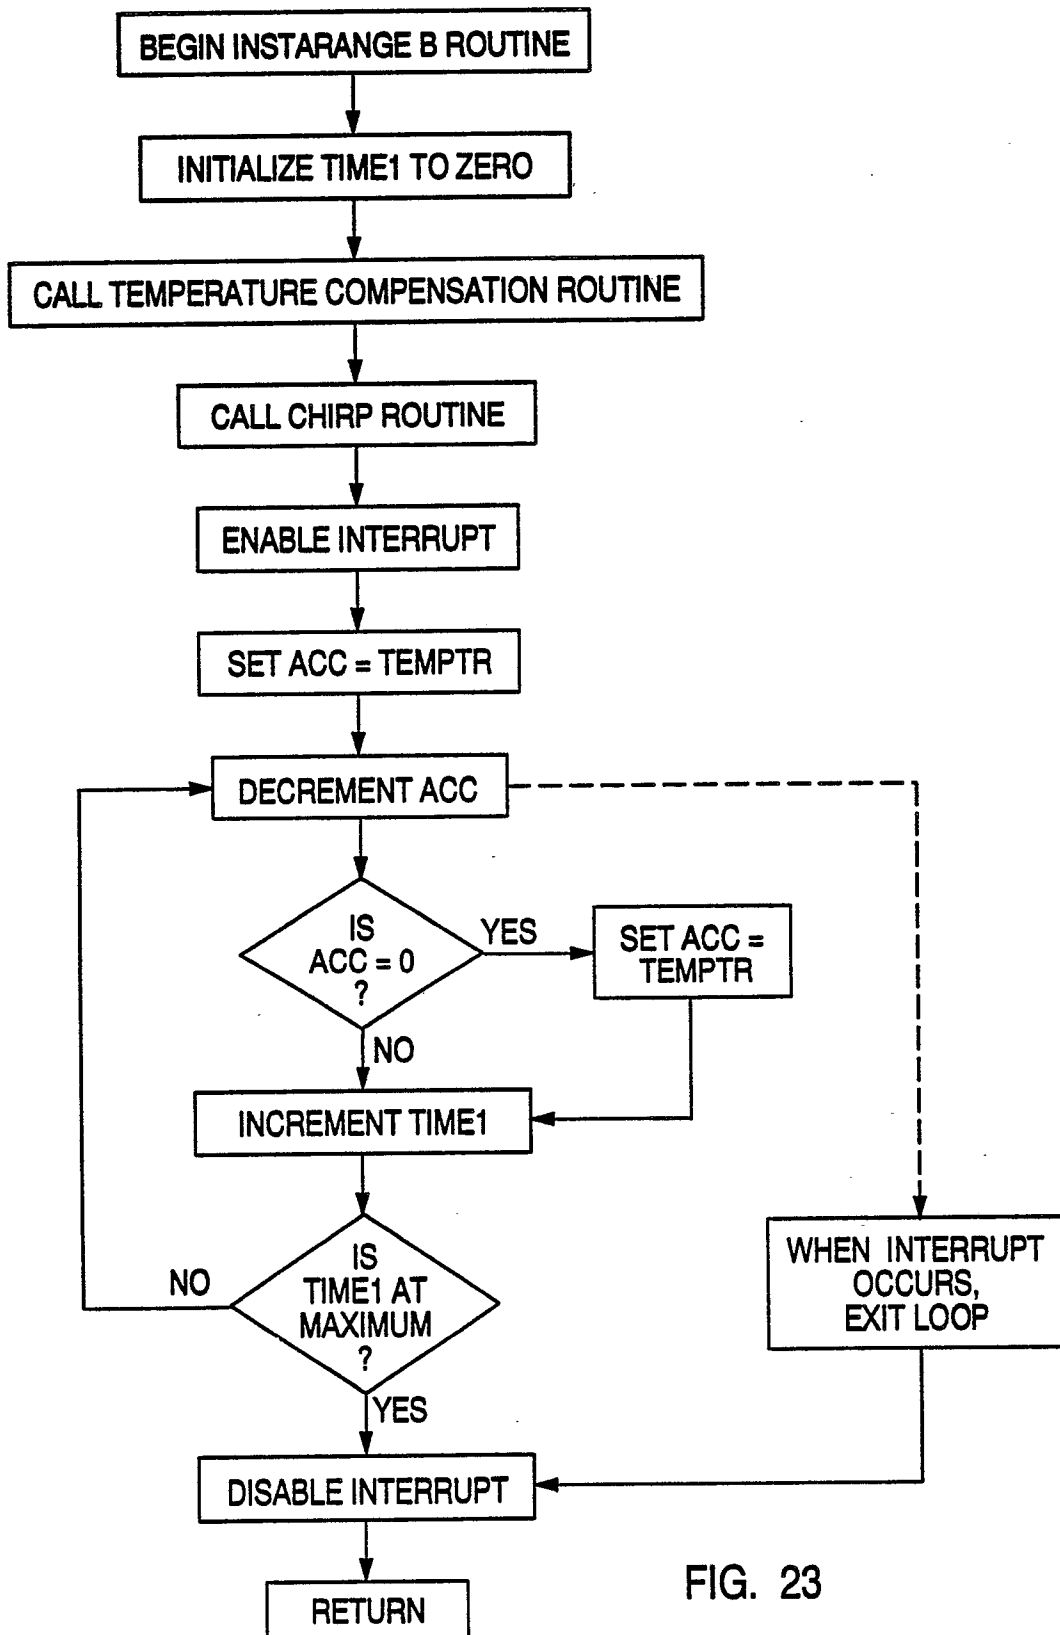 BEGIN INSTARANGE B ROUTINE
INITIALIZE TIME1 TO ZERO
CALL TEMPERATURE COMPENSATION ROUTINE
CALL CHIRP ROUTINE
ENABLE INTERRUPT
SET ACC = TEMPTR
DECREMENT ACC
IS
ACC = 0
?
YES
SET ACC =
TEMPTR
NO
INCREMENT TIME1
IS
TIME1 AT
MAXIMUM
?
NO
WHEN INTERRUPT
OCCURS,
EXIT LOOP
YES
DISABLE INTERRUPT
RETURN
FIG. 23